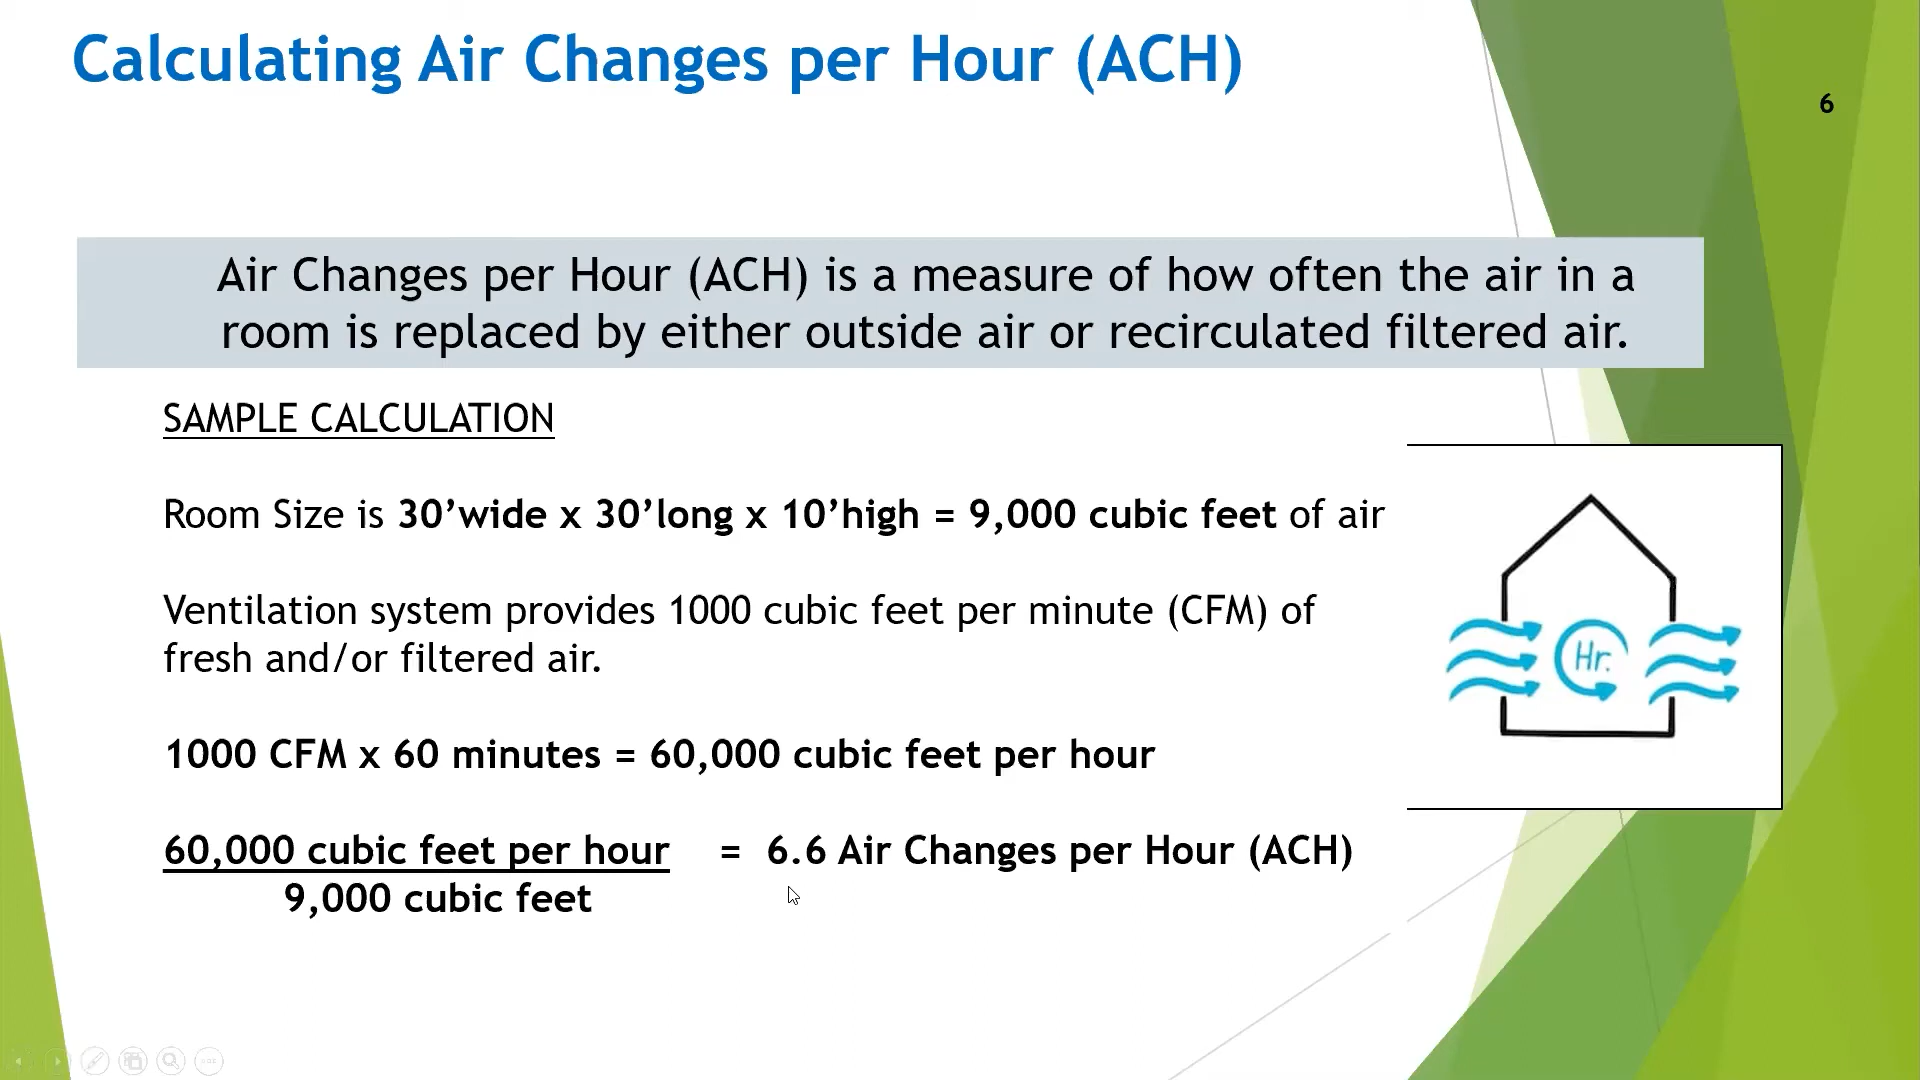 Calculating Air Changes per Hour (ACH)
6
Air Changes per Hour (ACH) is a measure of how often the air in a
room is replaced by either outside air or recirculated filtered air.
SAMPLE CALCULATION
Room Size is 30’wide x 30’long x 10’high = 9,000 cubic feet of air
Ventilation system provides 1000 cubic feet per minute (CFM) of
fresh and/or filtered air.
Hr.
1000 CFM x 60 minutes = 60,000 cubic feet per hour
60,000 cubic feet per hour = 6.6 Air Changes per Hour (ACH)
9,000 cubic feet